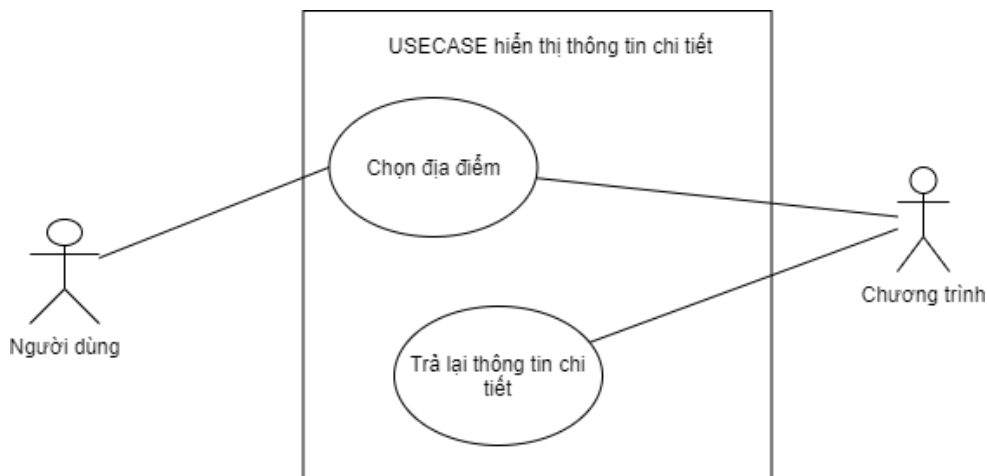 USECASE hiển thị thông tin chi tiết
Chọn địa điểm
Người dùng
Chương trình
Trả lại thông tin chi
tiết